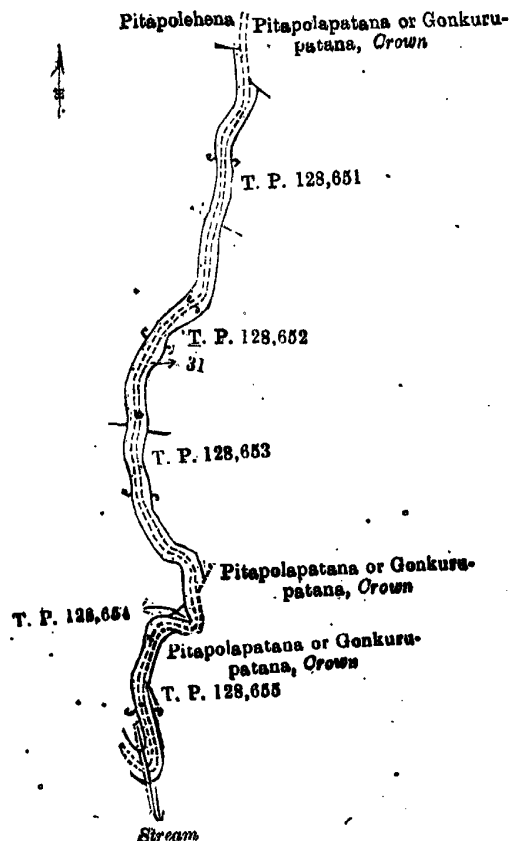 Pitapolehena
Pitapolapatana or Gonkuru-
patana, Crown
N
T. P. 128,651
T. P. 128,652
31
T. P. 128,653
Pitapolapatana or Gonkuru-
patana, Crown
T. P. 128,654
Pitapolapatana or Gonkuru-
patana, Crown
T. P. 128,655
Stream